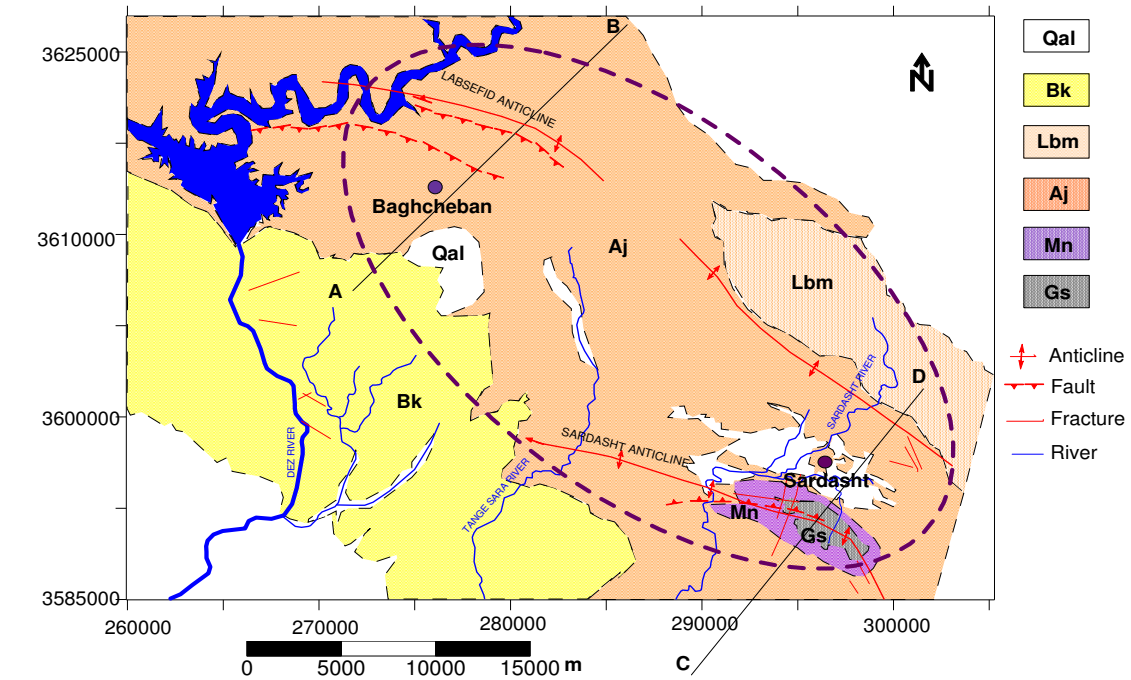 B
3625000
N
LABSEFID ANTICLINE
Baghcheban
3610000
Qal
Aj
Lbm
A
D
SARDASHT RIVER
Bk
3600000
DEZ RIVER
SARDASHT ANTICLINE
TANGE SARA RIVER
Sardasht
Mn
Gs
3585000
260000 270000 280000 290000 300000
0 5000 10000 15000 m
C
Qal
Bk
Lbm
Aj
Mn
Gs
Anticline
Fault
Fracture
River